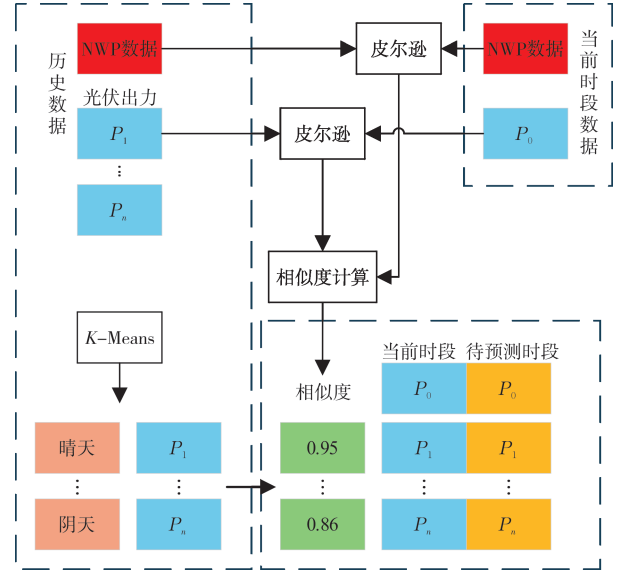 历史数据
NWP数据
皮尔逊
NWP数据
当前时段数据
光伏出力
P₁
皮尔逊
P₀
⋮
Pₙ
相似度计算
K-Means
当前时段
待预测时段
相似度
P₀
P₀
晴天
P₁
0.95
P₁
P₁
⋮
⋮
⋮
⋮
⋮
阴天
Pₙ
0.86
Pₙ
Pₙ